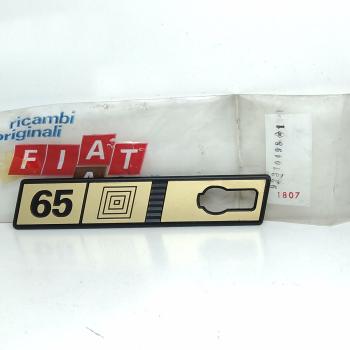 ricambi
originali
FIAT
65
1807